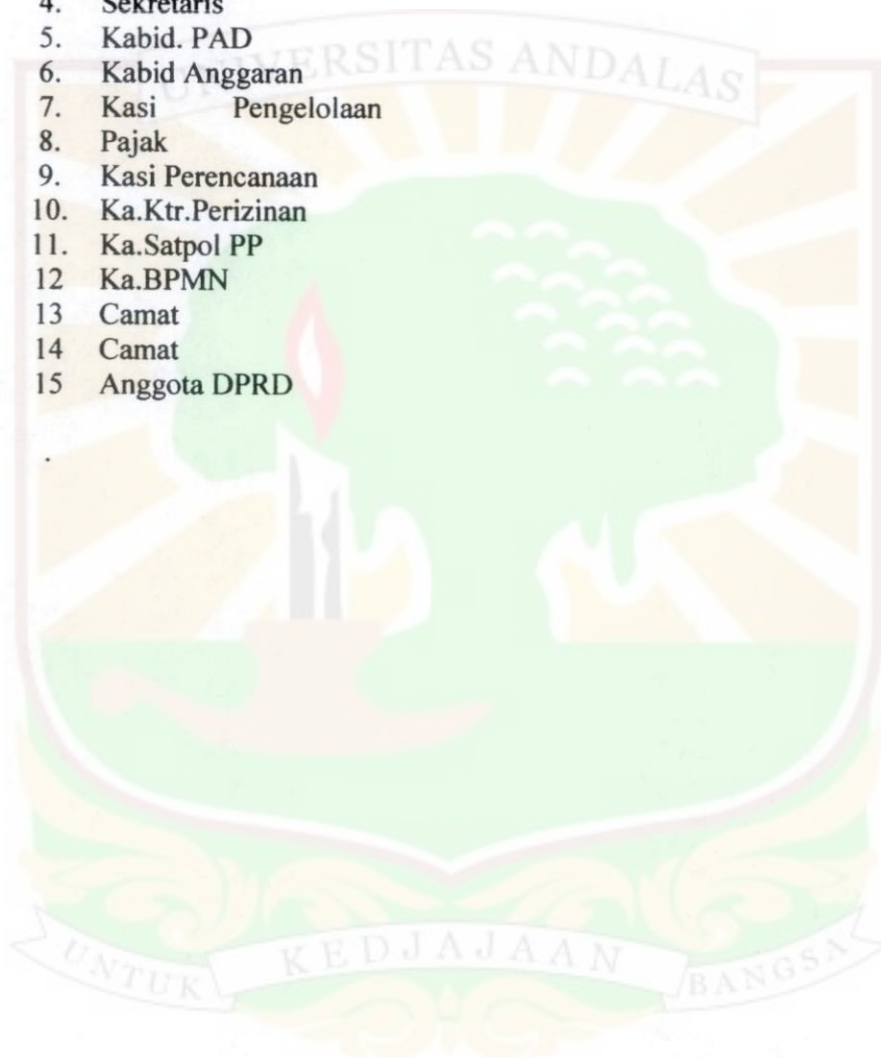 4. Sekretaris
5. Kabid. PAD
6. Kabid Anggaran
7. Kasi Pengelolaan
8. Pajak
9. Kasi Perencanaan
10. Ka.Ktr.Perizinan
11. Ka.Satpol PP
12 Ka.BPMN
13 Camat
14 Camat
15 Anggota DPRD
UNIVERSITAS ANDALAS
UNTUK KEDJAJAAN BANGSA